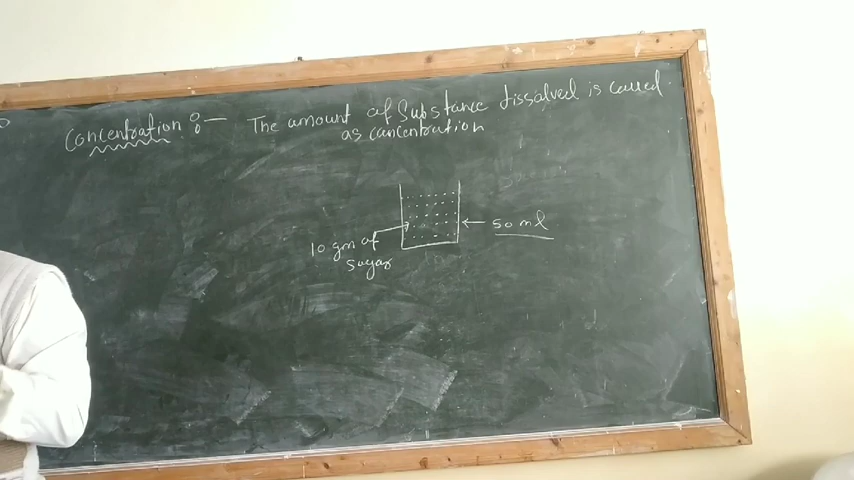 Concentration :- The amount of Substance dissolved is called
as concentration
10 gm of
sugar
50 ml